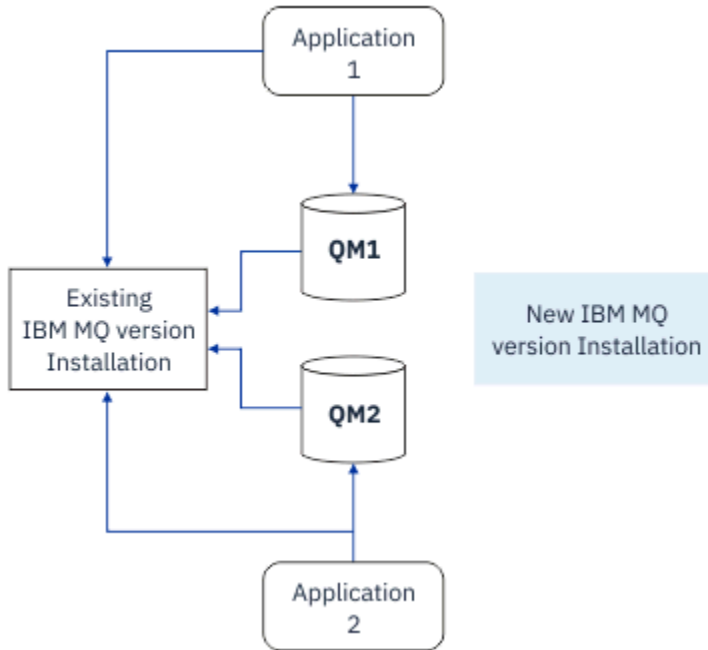 Application
1
QM1
Existing
IBM MQ version
Installation
New IBM MQ
version Installation
QM2
Application
2